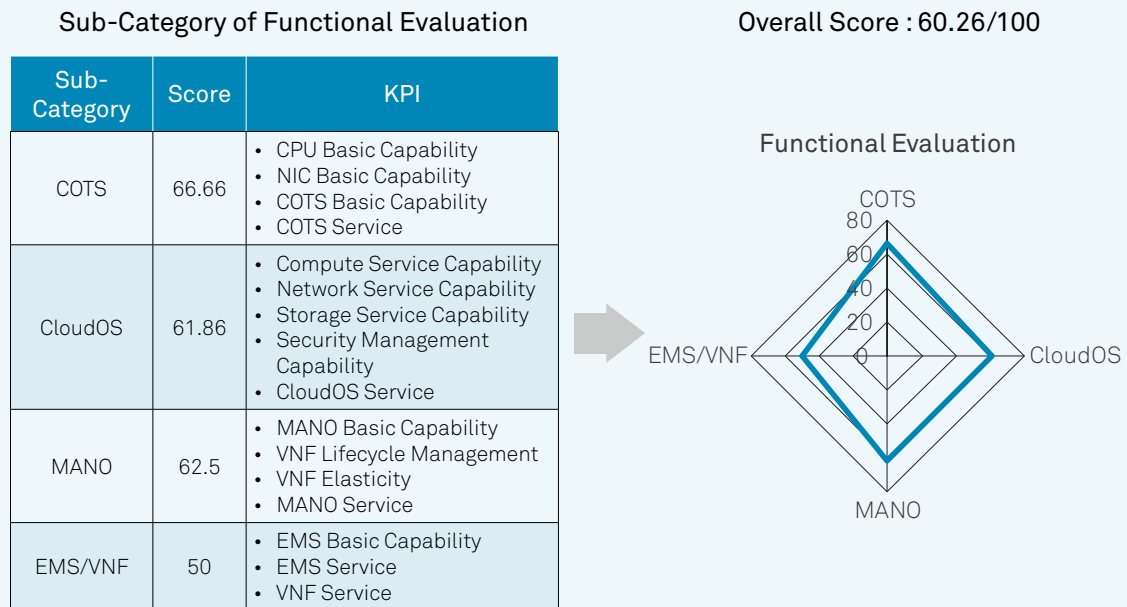 Sub-Category of Functional Evaluation
Overall Score : 60.26/100
Sub-
Category
Score
KPI
COTS
66.66
• CPU Basic Capability
• NIC Basic Capability
• COTS Basic Capability
• COTS Service
CloudOS
61.86
• Compute Service Capability
• Network Service Capability
• Storage Service Capability
• Security Management
Capability
• CloudOS Service
MANO
62.5
• MANO Basic Capability
• VNF Lifecycle Management
• VNF Elasticity
• MANO Service
EMS/VNF
50
• EMS Basic Capability
• EMS Service
• VNF Service
Functional Evaluation
COTS
80
60
40
20
0
EMS/VNF
CloudOS
MANO